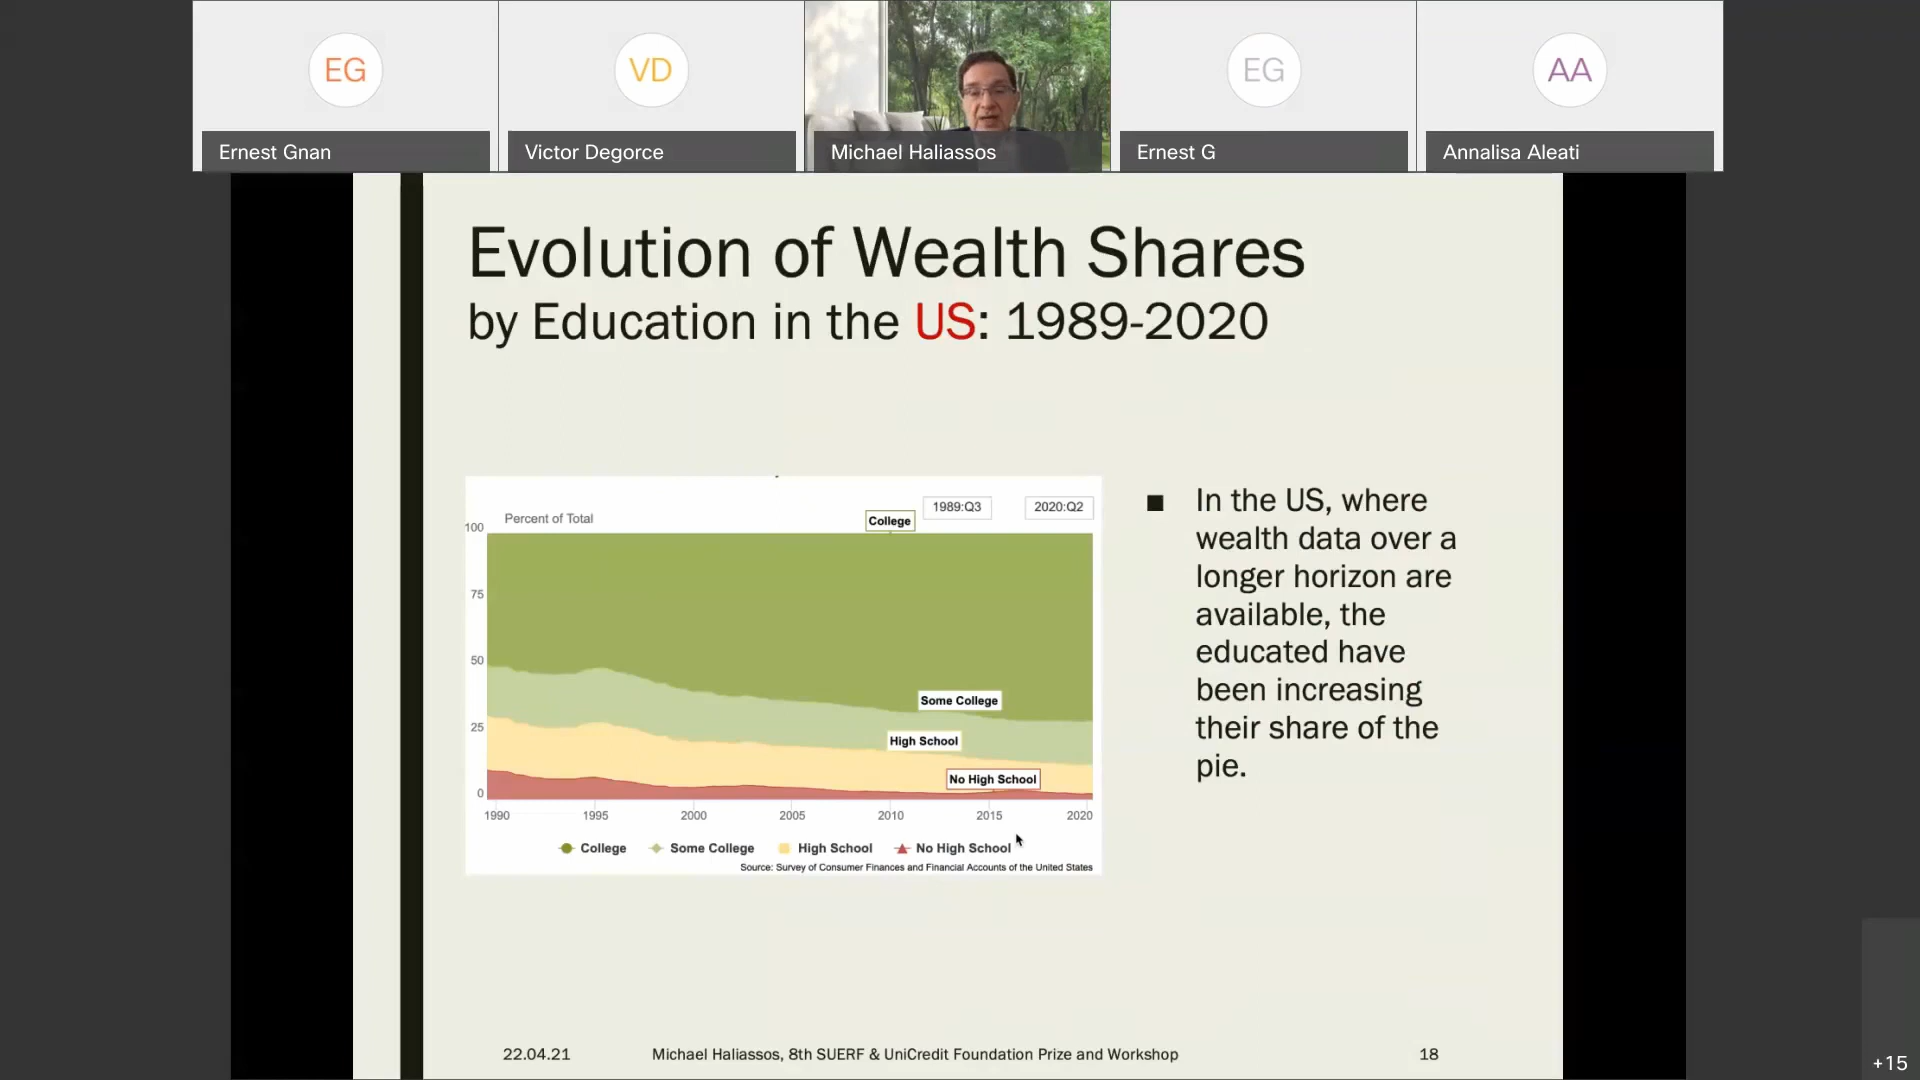 EG
VD
EG
AA
Ernest Gnan
Victor Degorce
Michael Haliassos
Ernest G
Annalisa Aleati
Evolution of Wealth Shares
by Education in the US: 1989-2020
1989:Q3
2020:Q2
Percent of Total
College
100
75
50
25
0
Some College
High School
No High School
1990
1995
2000
2005
2010
2015
2020
College
Some College
High School
No High School
Source: Survey of Consumer Finances and Financial Accounts of the United States
■ In the US, where
wealth data over a
longer horizon are
available, the
educated have
been increasing
their share of the
pie.
22.04.21
Michael Haliassos, 8th SUERF & UniCredit Foundation Prize and Workshop
18
+15